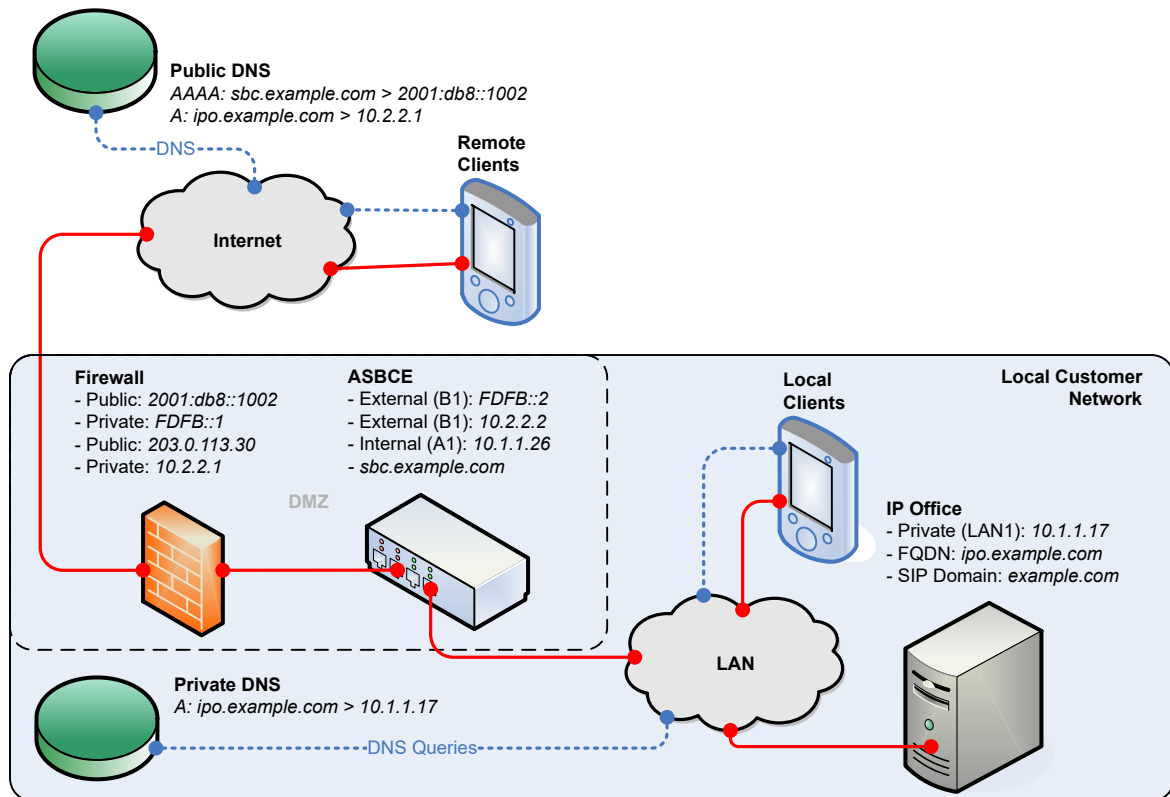 Public DNS
AAAA: sbc.example.com > 2001:db8::1002
A: ipo.example.com > 10.2.2.1
DNS
Remote
Clients
Internet
Firewall
- Public: 2001:db8::1002
- Private: FDFB::1
- Public: 203.0.113.30
- Private: 10.2.2.1
ASBCE
- External (B1): FDFB::2
- External (B1): 10.2.2.2
- Internal (A1): 10.1.1.26
- sbc.example.com
DMZ
Local
Clients
Local Customer
Network
IP Office
- Private (LAN1): 10.1.1.17
- FQDN: ipo.example.com
- SIP Domain: example.com
LAN
Private DNS
A: ipo.example.com > 10.1.1.17
DNS Queries